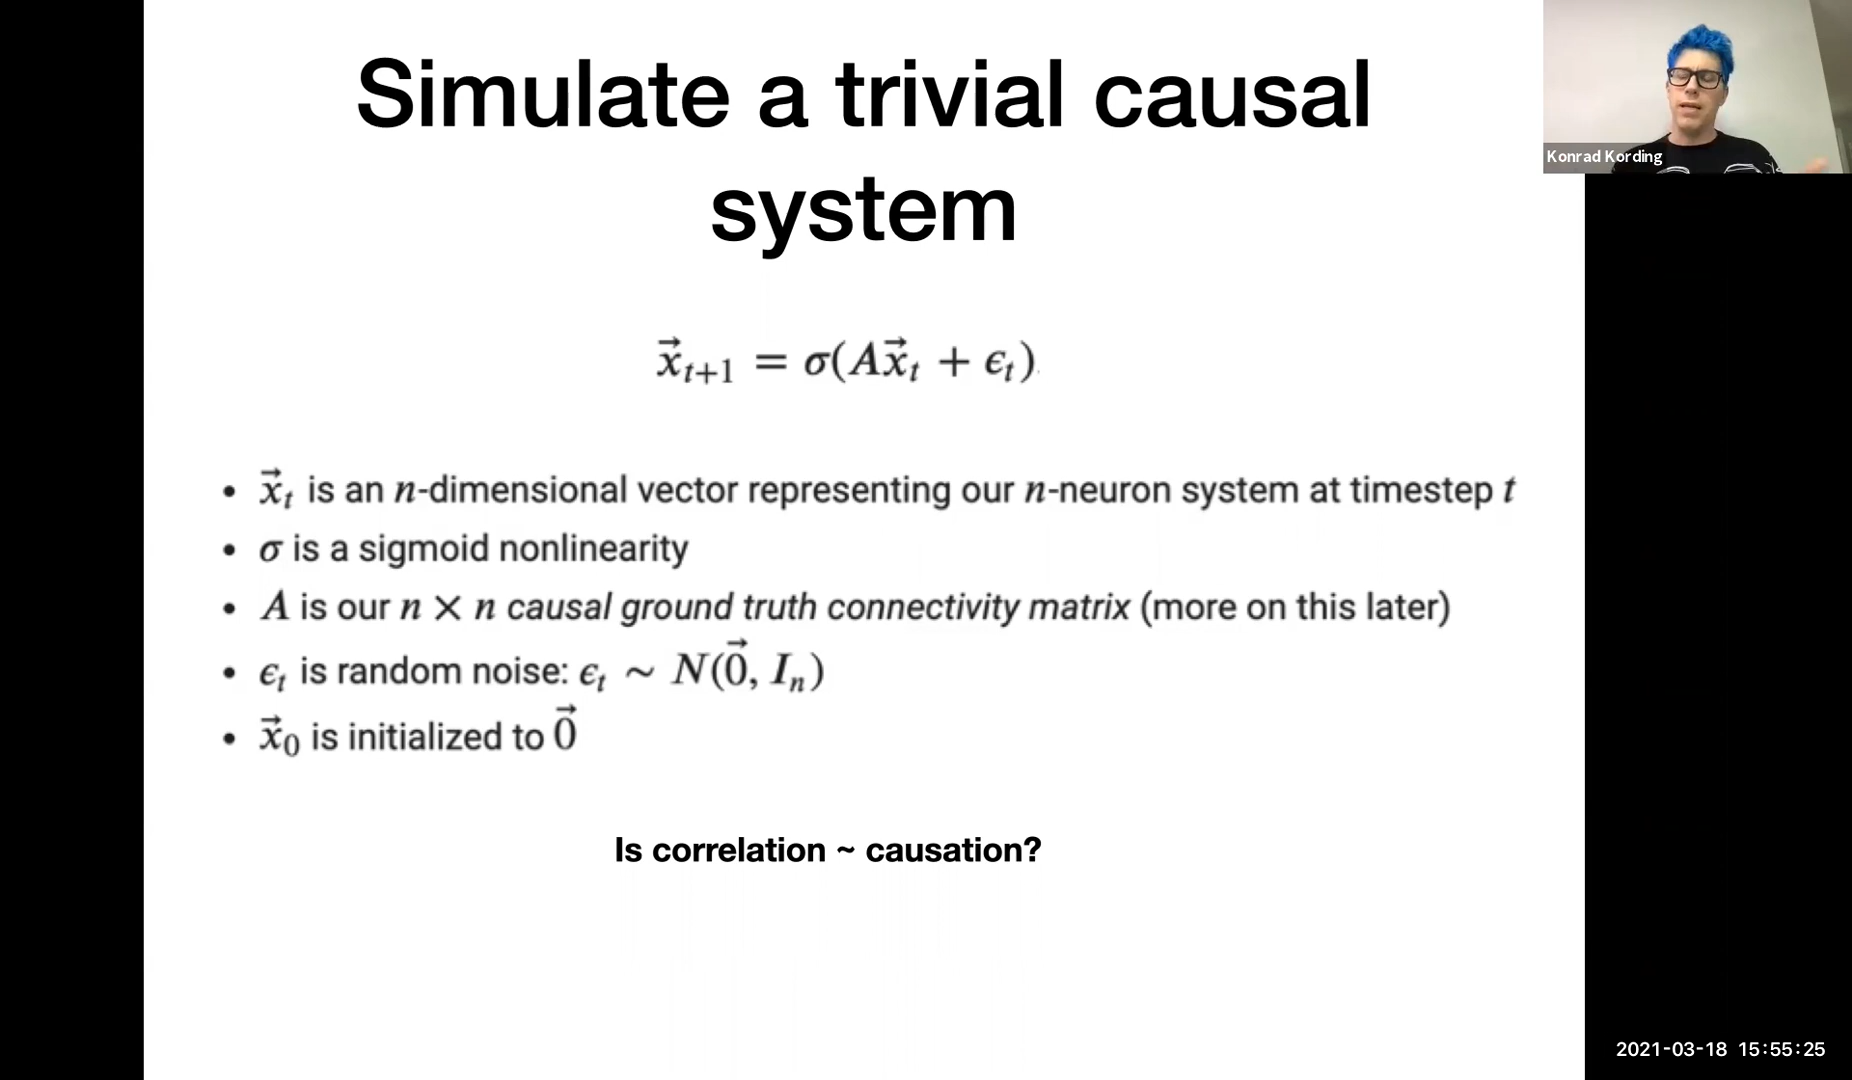 Simulate a trivial causal
system
Konrad Kording
x⃗ₜ₊₁ = σ(Ax⃗ₜ + ϵₜ)
• x⃗ₜ is an n-dimensional vector representing our n-neuron system at timestep t
• σ is a sigmoid nonlinearity
• A is our n × n causal ground truth connectivity matrix (more on this later)
• ϵₜ is random noise: ϵₜ ~ N(0⃗, Iₙ)
• x⃗₀ is initialized to 0⃗
Is correlation ~ causation?
2021-03-18 15:55:25